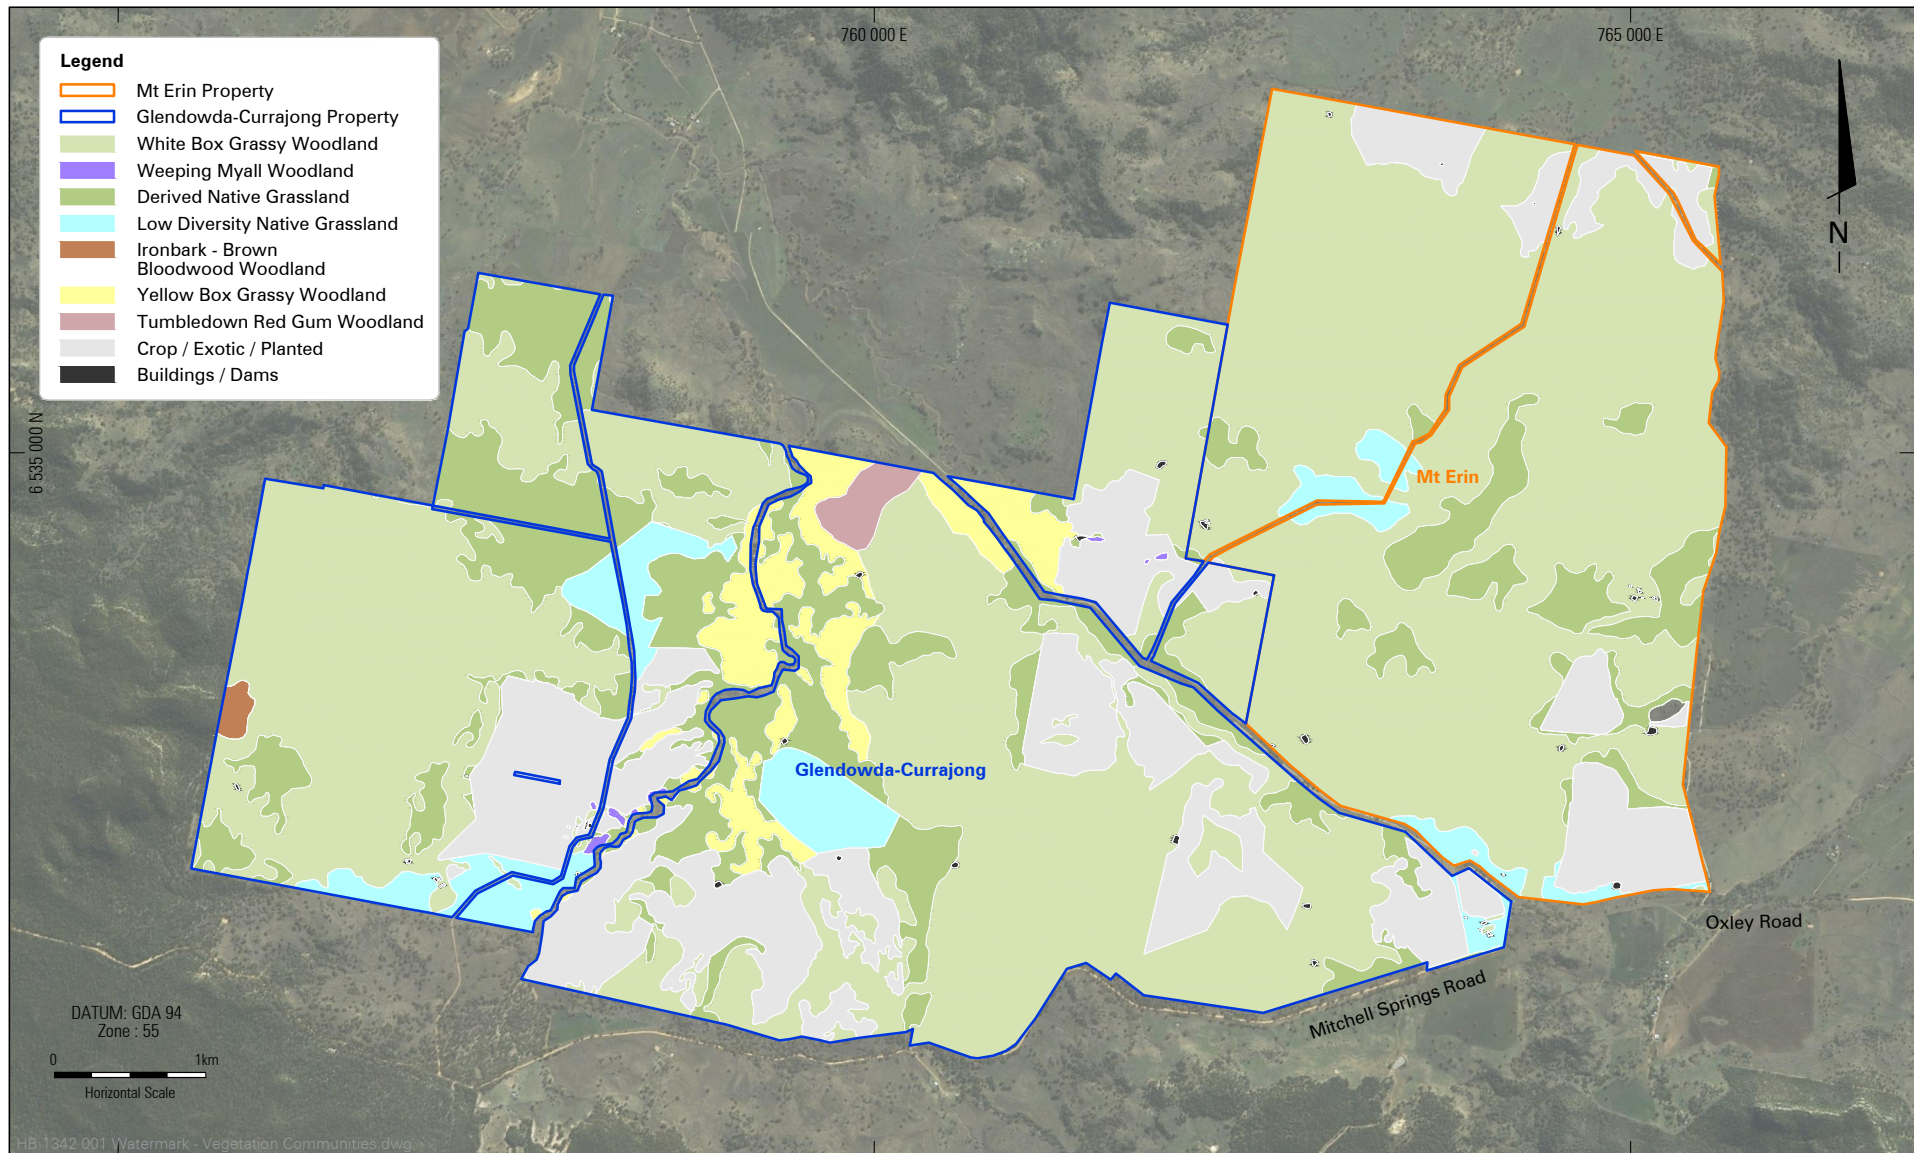 760 000 E
765 000 E
Legend
Mt Erin Property
Glendowda-Currajong Property
White Box Grassy Woodland
Weeping Myall Woodland
Derived Native Grassland
Low Diversity Native Grassland
Ironbark - Brown
Bloodwood Woodland
Yellow Box Grassy Woodland
Tumbledown Red Gum Woodland
Crop / Exotic / Planted
Buildings / Dams
N
6 535 000 N
Mt Erin
Glendowda-Currajong
Oxley Road
Mitchell Springs Road
DATUM: GDA 94
Zone : 55
0 1km
Horizontal Scale
HB-1342 001 Watermark - Vegetation Communities.dwg